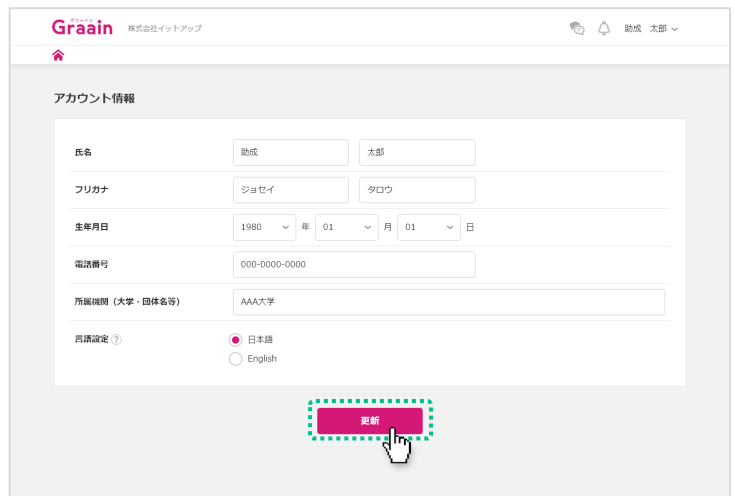 グラーイン
Graain 株式会社イットアップ 助成 太郎
アカウント情報
氏名 助成 太郎
フリガナ ジョセイ タロウ
生年月日 1980 年 01 月 01 日
電話番号 000-0000-0000
所属機関（大学・団体名等） AAA大学
言語設定 ? 日本語
English
更新